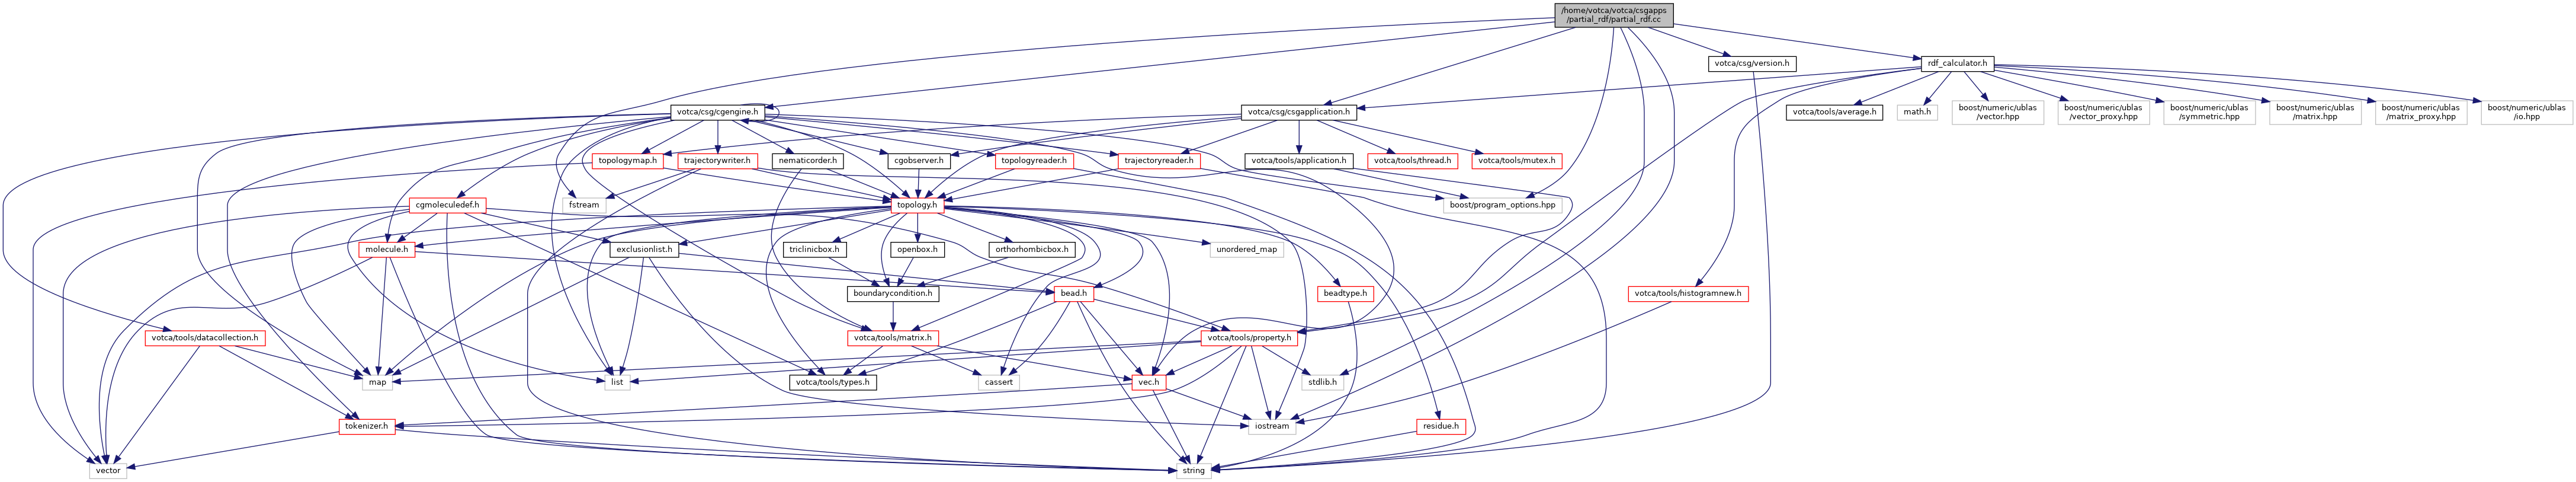 /home/votca/votca/csgapps
/partial_rdf/partial_rdf.cc
votca/csg/version.h
rdf_calculator.h
votca/csg/cgengine.h
votca/csg/csgapplication.h
votca/tools/average.h
math.h
boost/numeric/ublas
/vector.hpp
boost/numeric/ublas
/vector_proxy.hpp
boost/numeric/ublas
/symmetric.hpp
boost/numeric/ublas
/matrix.hpp
boost/numeric/ublas
/matrix_proxy.hpp
boost/numeric/ublas
/io.hpp
topologymap.h
trajectorywriter.h
nematicorder.h
cgobserver.h
topologyreader.h
trajectoryreader.h
votca/tools/application.h
votca/tools/thread.h
votca/tools/mutex.h
cgmoleculedef.h
fstream
topology.h
boost/program_options.hpp
molecule.h
exclusionlist.h
triclinicbox.h
openbox.h
orthorhombicbox.h
unordered_map
boundarycondition.h
bead.h
beadtype.h
votca/tools/histogramnew.h
votca/tools/datacollection.h
votca/tools/matrix.h
votca/tools/property.h
map
list
votca/tools/types.h
cassert
vec.h
stdlib.h
tokenizer.h
iostream
residue.h
vector
string